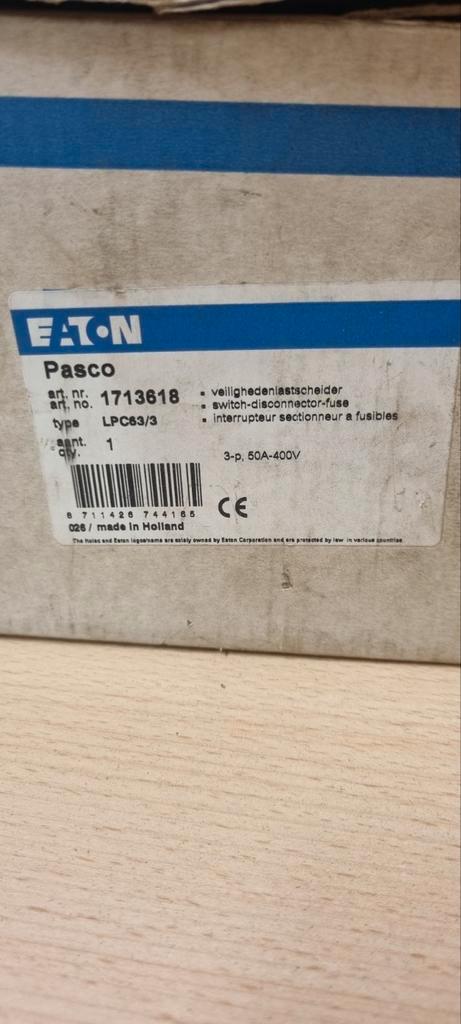 EATON
Pasco
art. nr.
art. no. 1713618
type LPC63/3
aant.
qty. 1
▪ veilighedenlastscheider
▪ switch-disconnector-fuse
▪ interrupteur sectionneur a fusibles
3-p, 50A-400V
8 711426 744165
CE
026 / made in Holland
The Holec and Eaton logos/name are solely owned by Eaton Corporation and are protected by law in various countries